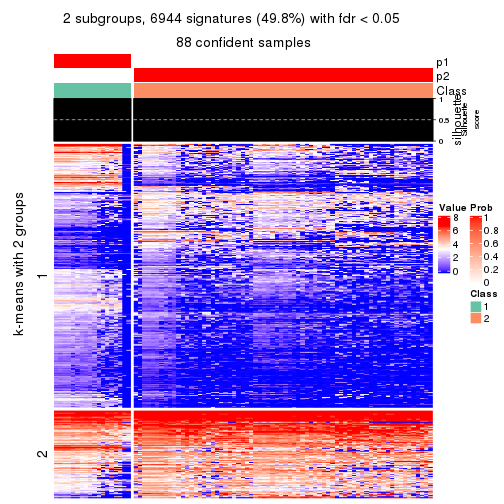 2 subgroups, 6944 signatures (49.8%) with fdr < 0.05
88 confident samples
p1
p2
Class
1
0.5
0
silhouette
Silhouette
score
k-means with 2 groups
1
2
Value
8
6
4
2
0
Prob
1
0.8
0.6
0.4
0.2
0
Class
1
2